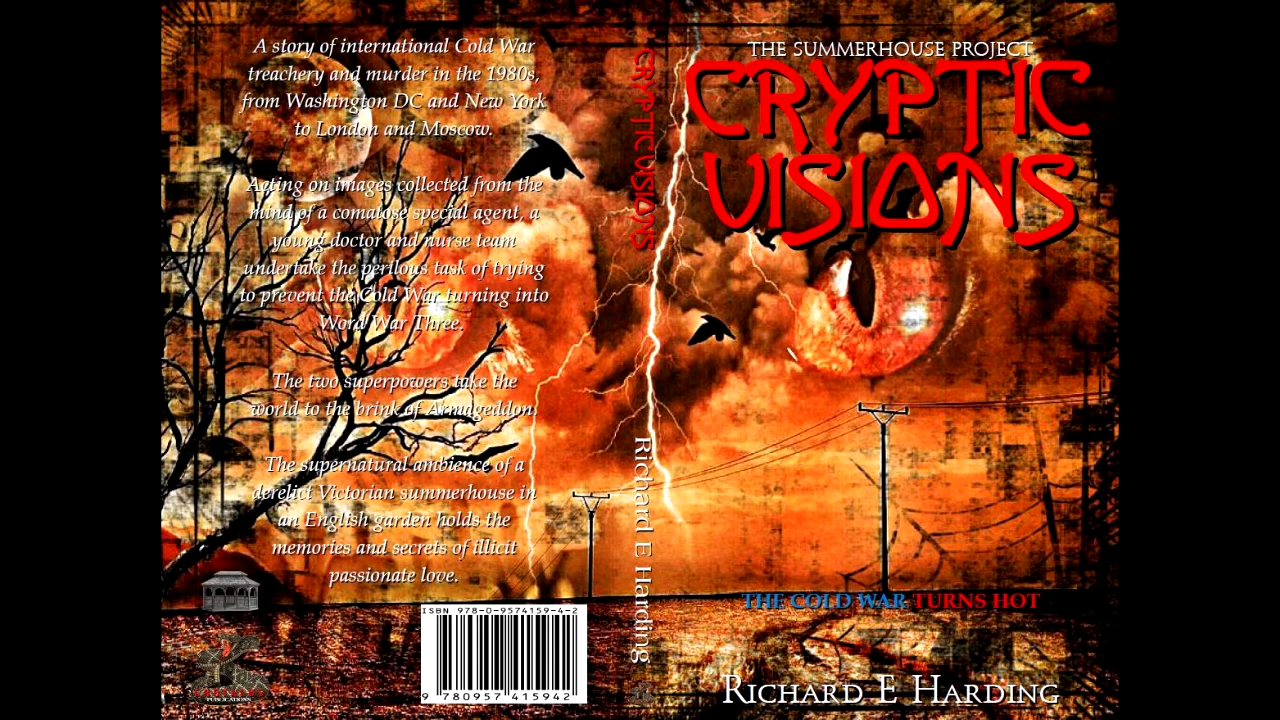 A story of international Cold War
treachery and murder in the 1980s,
from Washington DC and New York
to London and Moscow.
Acting on images collected from the
mind of a comatose special agent, a
young doctor and nurse team
undertake the perilous task of trying
to prevent the Cold War turning into
Word War Three.
The two superpowers take the
world to the brink of Armageddon.
The supernatural ambience of a
derelict Victorian summerhouse in
an English garden holds the
memories and secrets of illicit
passionate love.
PUBLICATIONS
ISBN 978-0-9574159-4-2
9 780957 415942
CRYPTIC VISIONS
Richard E Harding
THE SUMMERHOUSE PROJECT
CRYPTIC
VISIONS
THE COLD WAR TURNS HOT
RICHARD E HARDING